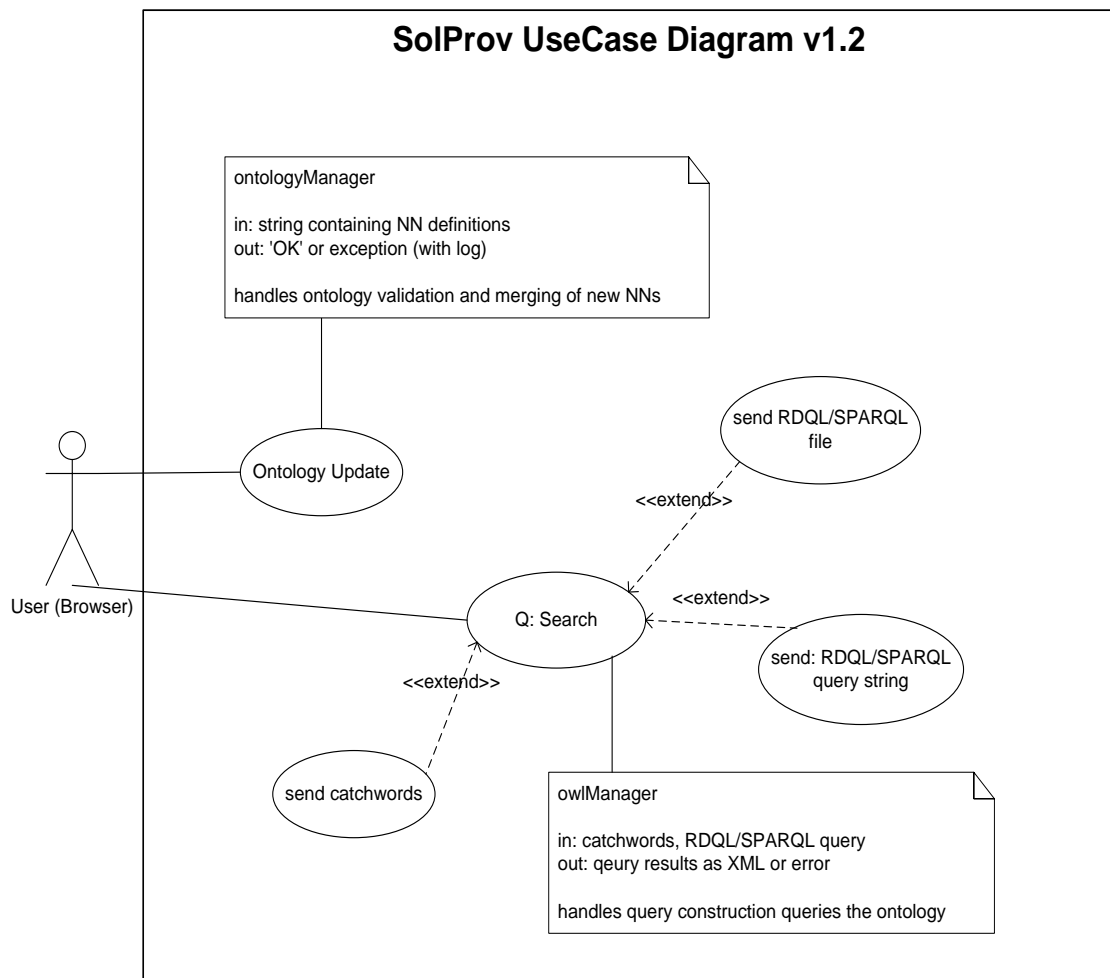 SolProv UseCase Diagram v1.2
ontologyManager
in: string containing NN definitions
out: 'OK' or exception (with log)
handles ontology validation and merging of new NNs
send RDQL/SPARQL
file
Ontology Update
<<extend>>
User (Browser)
<<extend>>
Q: Search
send: RDQL/SPARQL
query string
<<extend>>
send catchwords
owlManager
in: catchwords, RDQL/SPARQL query
out: qeury results as XML or error
handles query construction queries the ontology